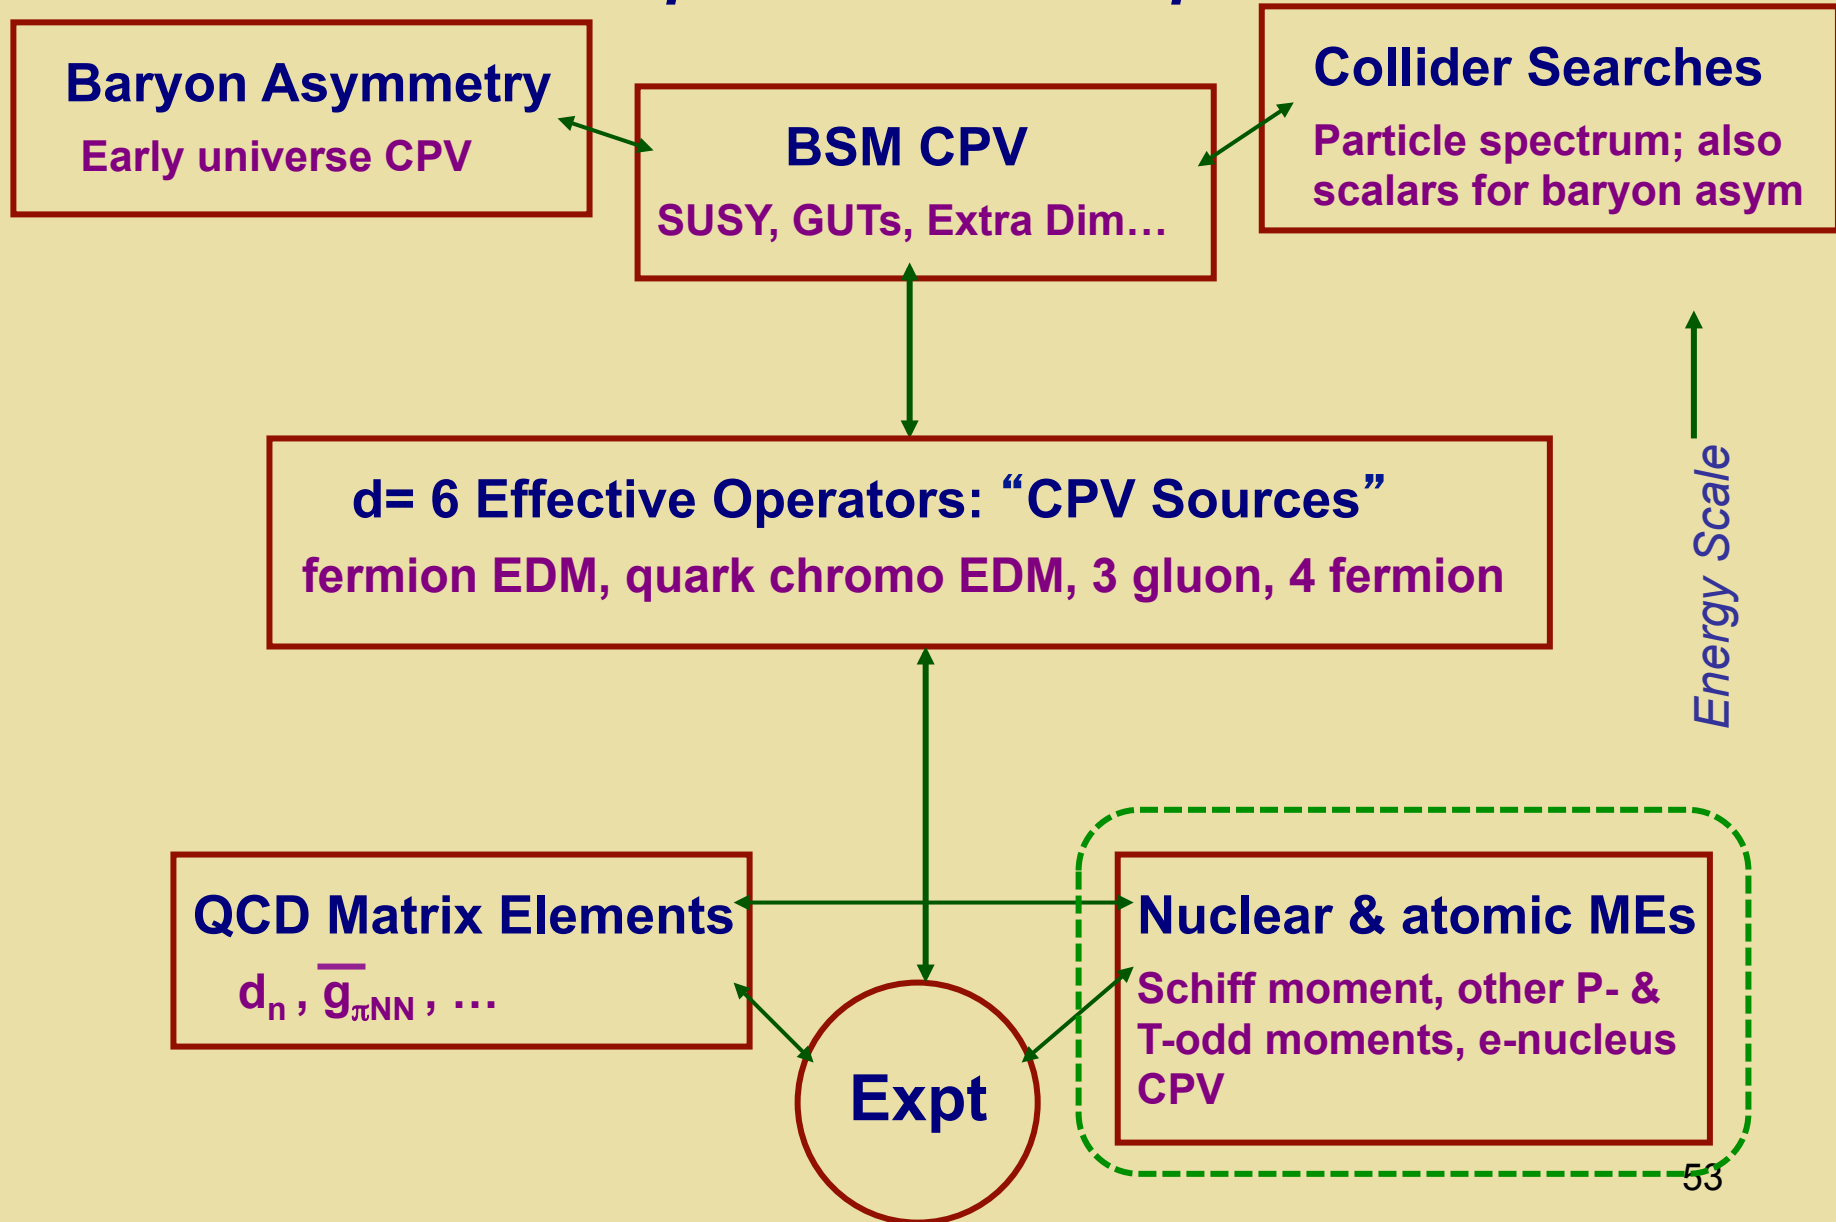 Baryon Asymmetry
Early universe CPV
BSM CPV
SUSY, GUTs, Extra Dim…
Collider Searches
Particle spectrum; also
scalars for baryon asym
d= 6 Effective Operators: “CPV Sources”
fermion EDM, quark chromo EDM, 3 gluon, 4 fermion
Energy Scale
QCD Matrix Elements
dₙ , g̅πNN , …
Nuclear & atomic MEs
Schiff moment, other P- &
T-odd moments, e-nucleus
CPV
Expt
53